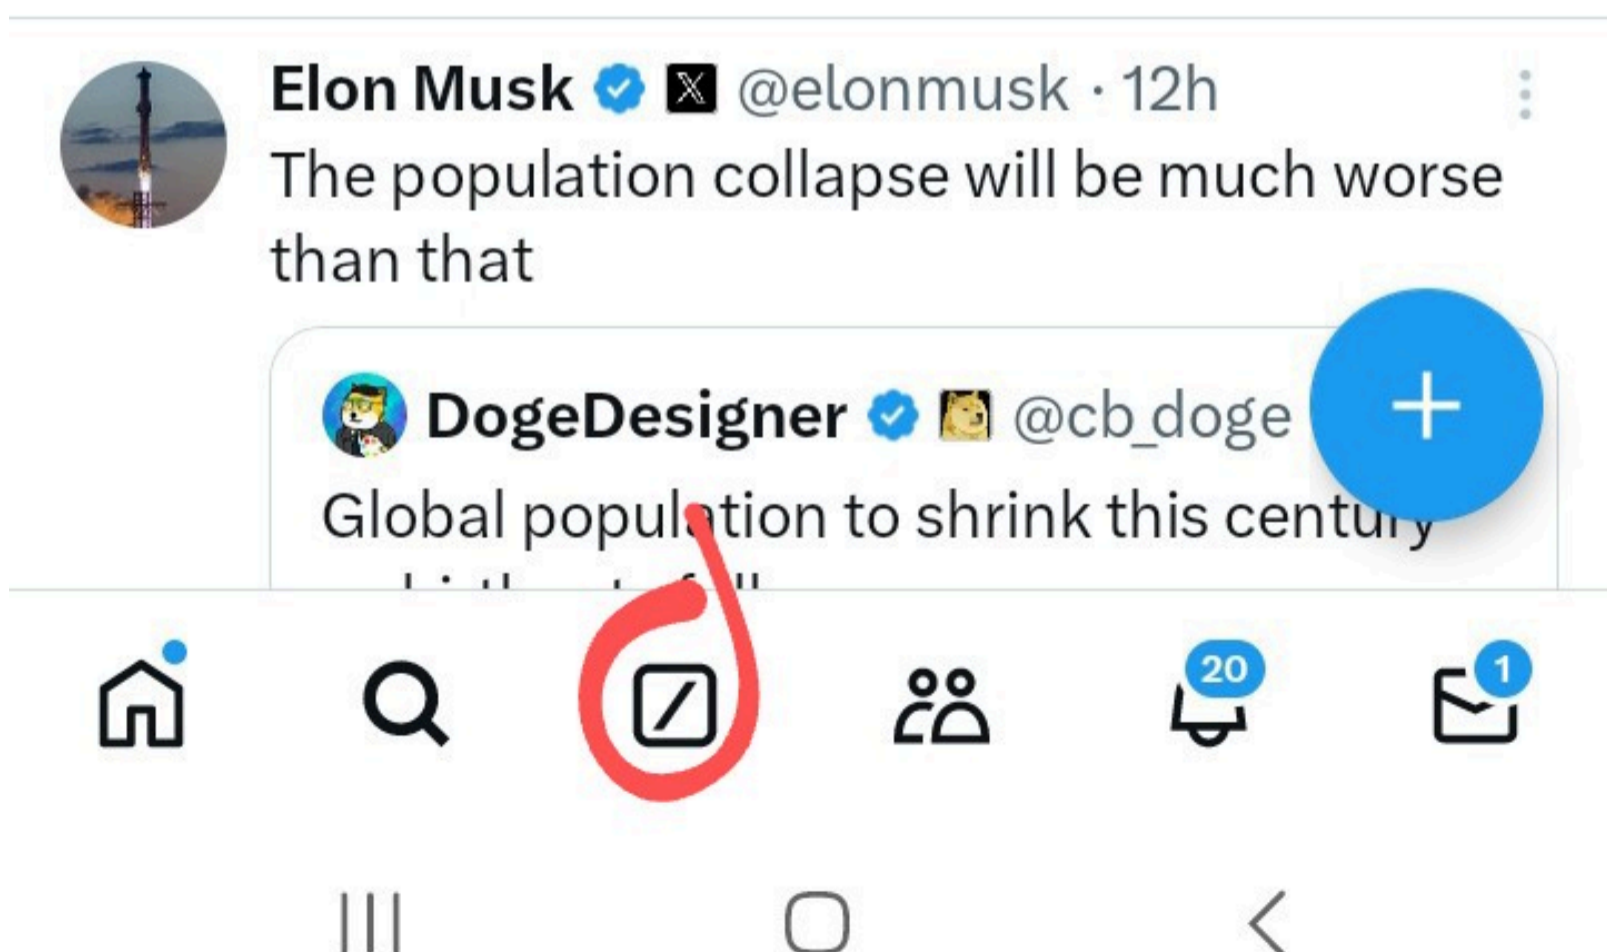 Elon Musk X @elonmusk · 12h
The population collapse will be much worse
than that
DogeDesigner @cb_doge
Global population to shrink this century
20
1